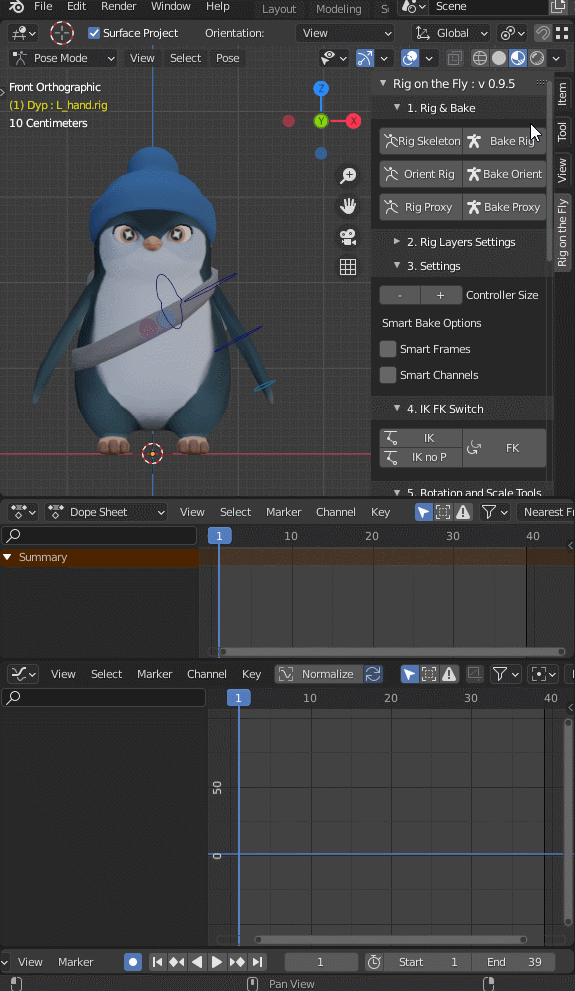 File Edit Render Window Help Layout Modeling Scene
Surface Project Orientation: View Global
Pose Mode View Select Pose
Front Orthographic
(1) Dyp : L_hand.rig
10 Centimeters
Z
Y
X
Rig on the Fly : v 0.9.5
1. Rig & Bake
Rig Skeleton Bake Rig
Orient Rig Bake Orient
Rig Proxy Bake Proxy
2. Rig Layers Settings
3. Settings
- + Controller Size
Smart Bake Options
Smart Frames
Smart Channels
4. IK FK Switch
IK
IK no P
FK
5. Rotation and Scale Tools
Item
Tool
View
Rig on the Fly
Dope Sheet View Select Marker Channel Key Nearest Fr
1 10 20 30 40
Summary
View Select Marker Channel Key Normalize
1 10 20 30 40
50
0
View Marker 1 Start 1 End 39
Pan View